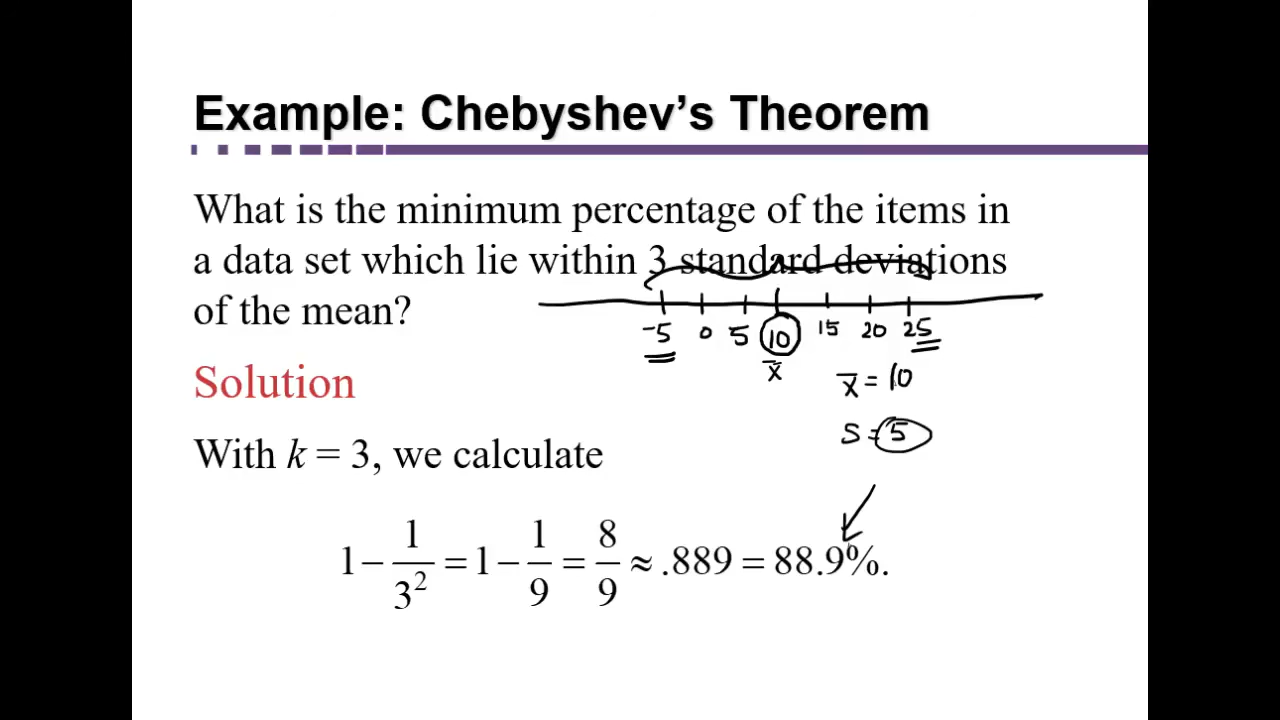 Example: Chebyshev's Theorem
What is the minimum percentage of the items in
a data set which lie within 3 standard deviations
of the mean?
-5 0 5 10 15 20 25
x̄
x̄ = 10
S = 5
Solution
With k = 3, we calculate
1 − 1/3² = 1 − 1/9 = 8/9 ≈ .889 = 88.9%.